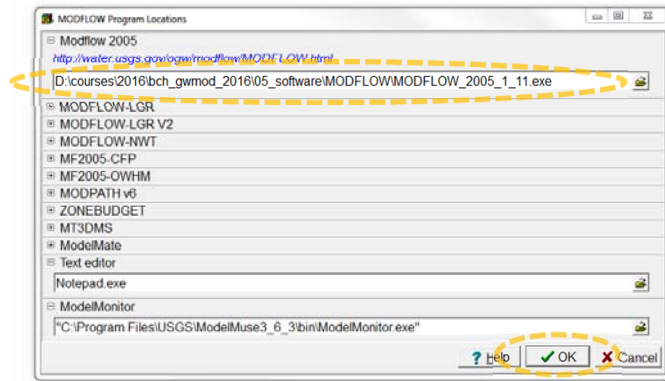 MODFLOW Program Locations
Modflow 2005
http://water.usgs.gov/ogw/modflow/MODFLOW.html
D:\courses\2016\bch_gwmod_2016\05_software\MODFLOW\MODFLOW_2005_1_11.exe
MODFLOW-LGR
MODFLOW-LGR V2
MODFLOW-NWT
MF2005-CFP
MF2005-OWHM
MODPATH v6
ZONEBUDGET
MT3DMS
ModelMate
Text editor
Notepad.exe
ModelMonitor
"C:\Program Files\USGS\ModelMuse3_6_3\bin\ModelMonitor.exe"
? Help OK Cancel